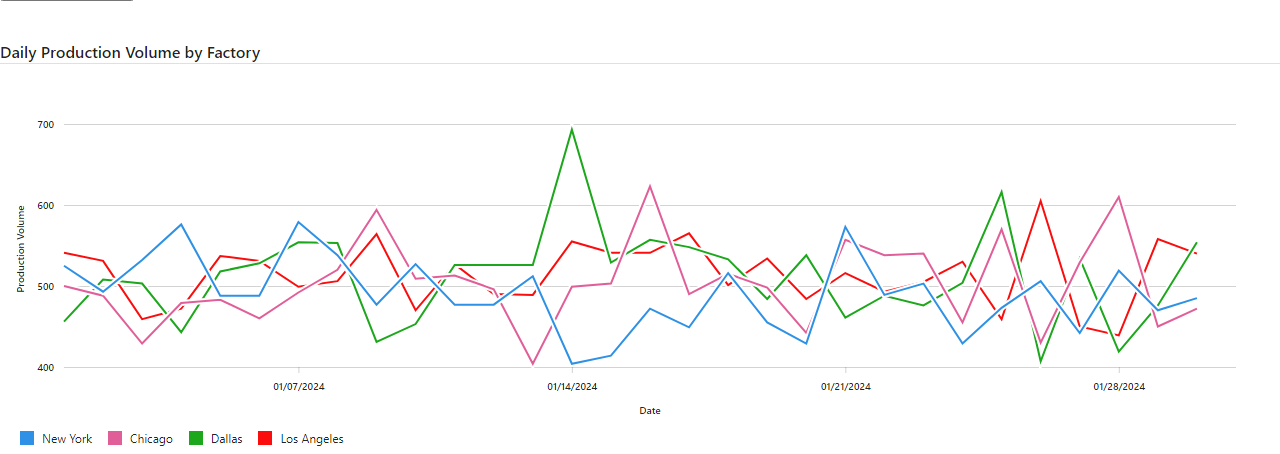 Daily Production Volume by Factory
Production Volume
700
600
500
400
01/07/2024 01/14/2024 01/21/2024 01/28/2024
Date
New York Chicago Dallas Los Angeles